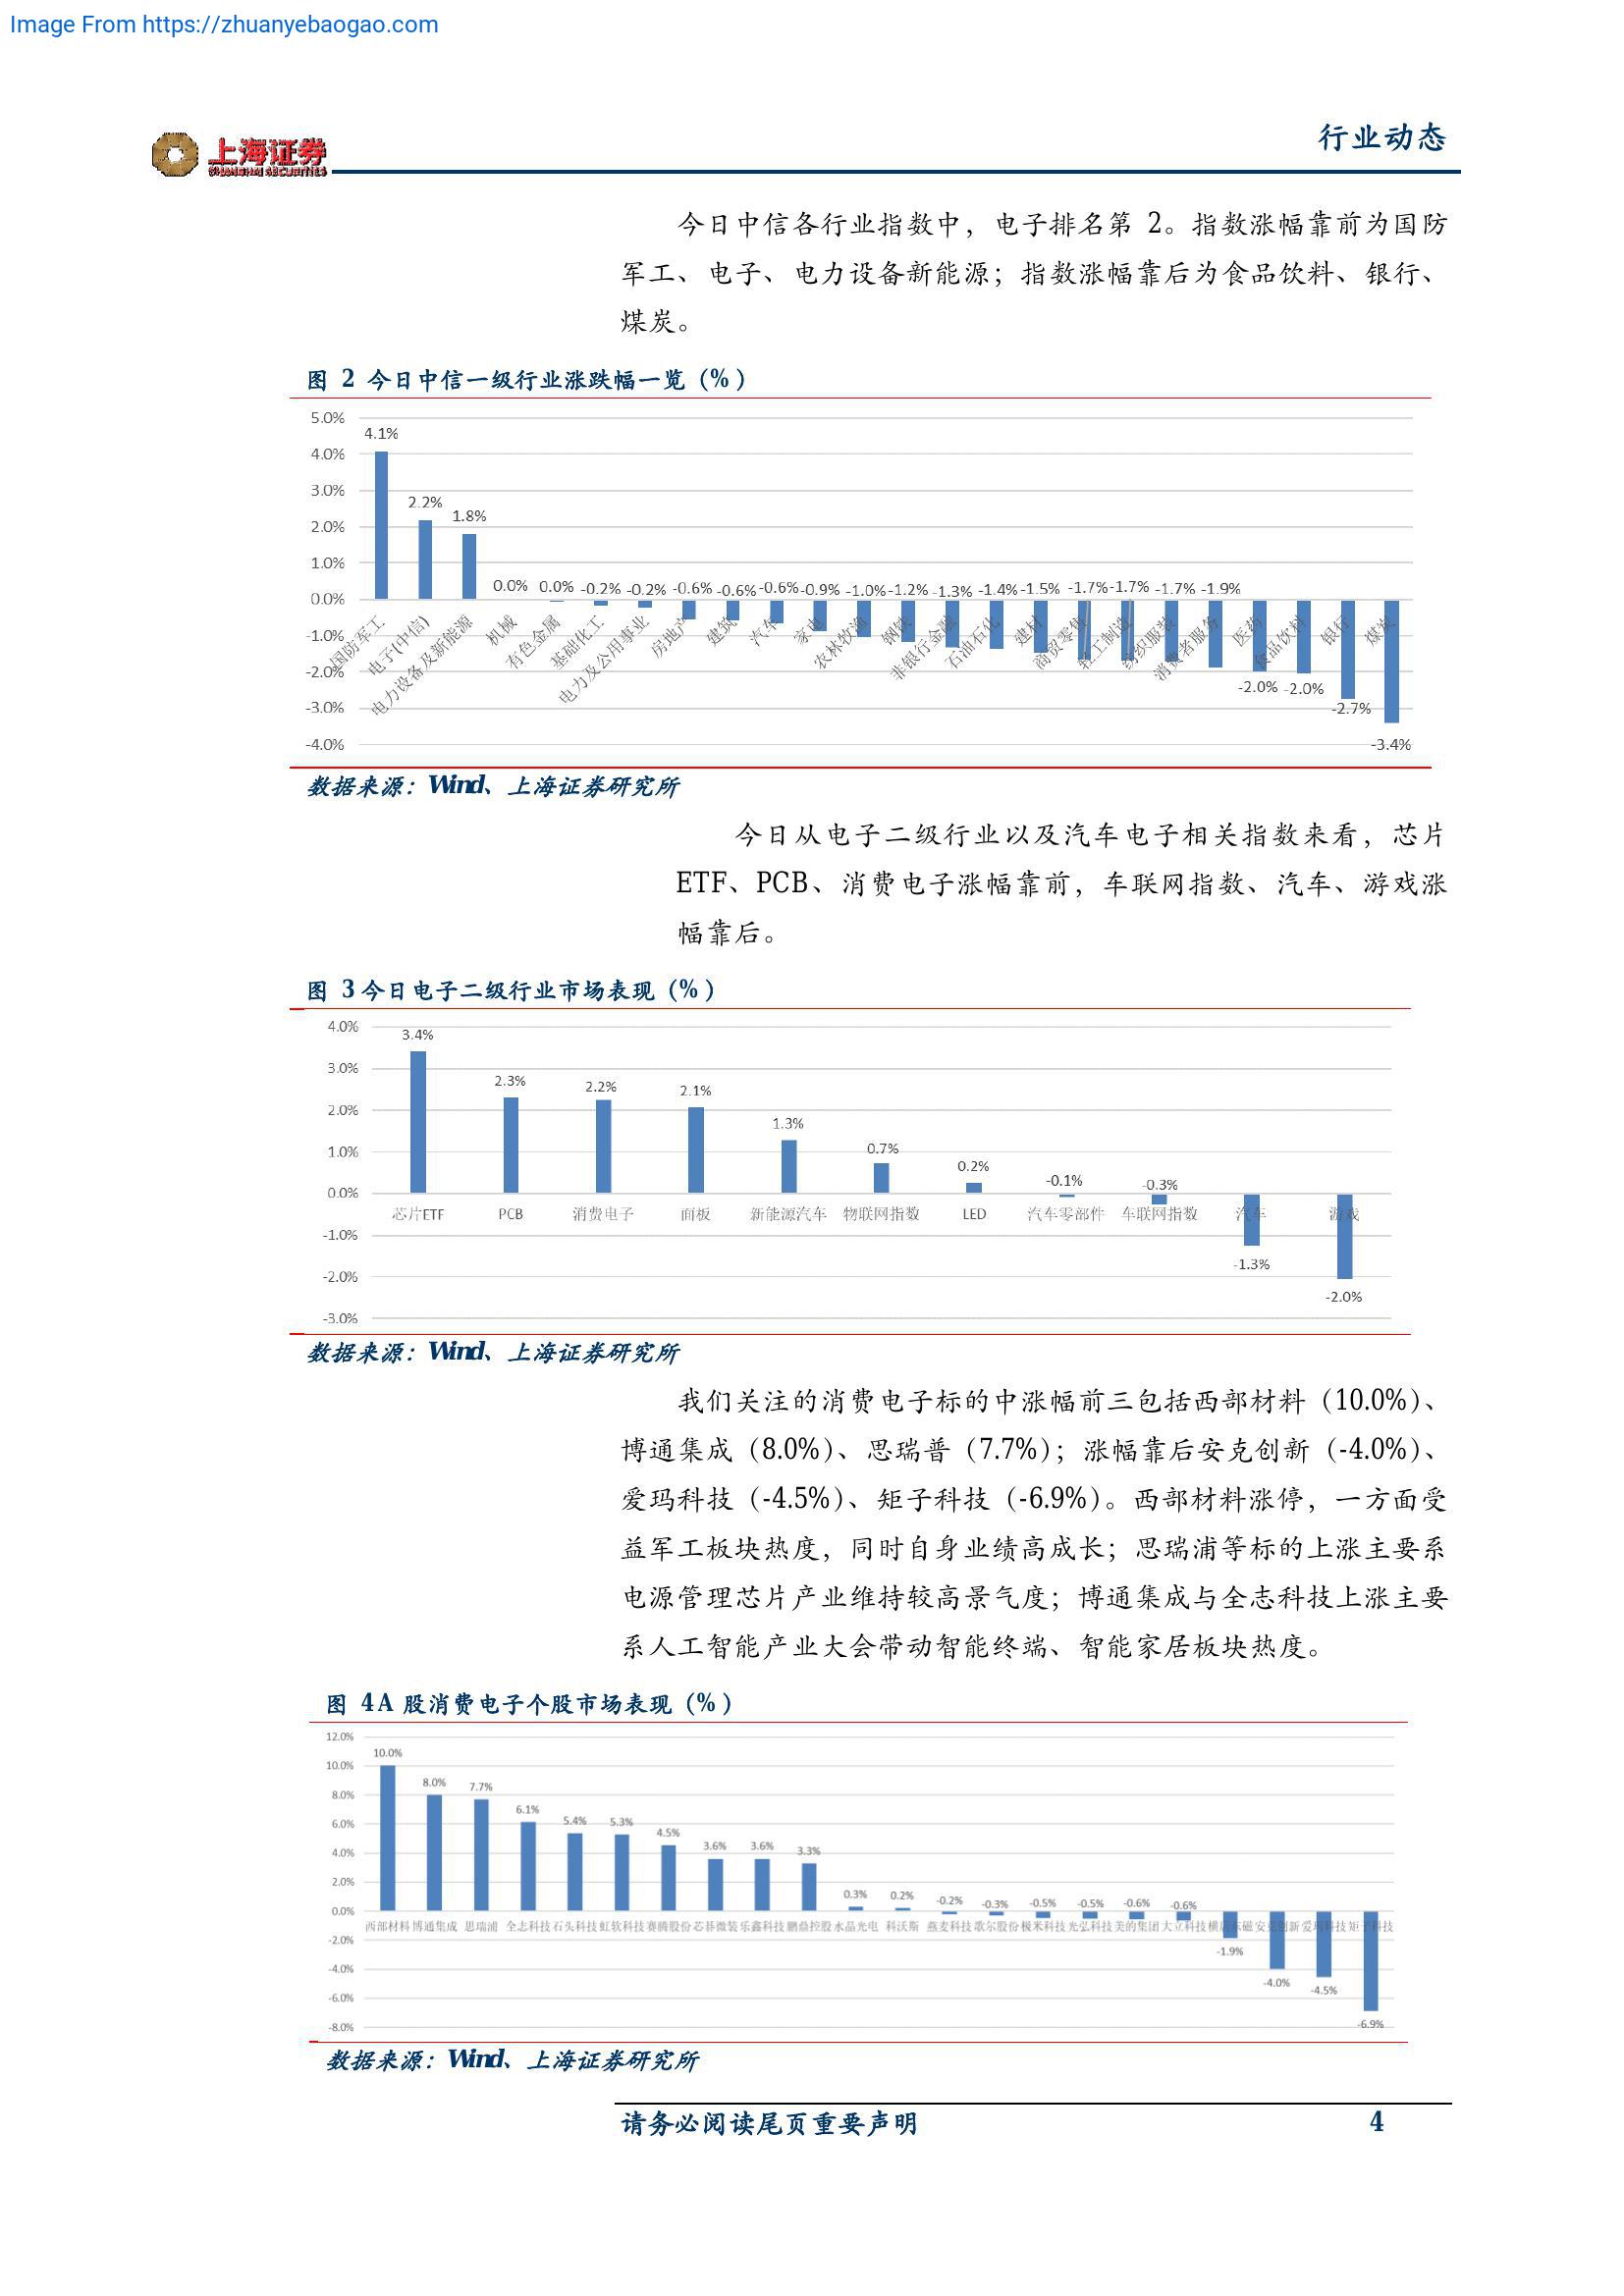 Image From https://zhuanyebaogao.com
行业动态
上海证券
SHANGHAI SECURITIES
今日中信各行业指数中，电子排名第 2。指数涨幅靠前为国防
军工、电子、电力设备新能源；指数涨幅靠后为食品饮料、银行、
煤炭。
图 2 今日中信一级行业涨跌幅一览（%）
5.0%
4.0%
3.0%
2.0%
1.0%
0.0%
-1.0%
-2.0%
-3.0%
-4.0%
4.1% 2.2% 1.8% 0.0% 0.0% -0.2% -0.2% -0.6% -0.6% -0.6% -0.9% -1.0% -1.2% -1.3% -1.4% -1.5% -1.7% -1.7% -1.7% -1.9% -2.0% -2.0% -2.7% -3.4%
国防军工 电子(中信) 电力设备及新能源 机械 有色金属 基础化工 电力及公用事业 房地产 建筑 汽车 家电 农林牧渔 钢铁 非银行金融 石油石化 建材 商贸零售 轻工制造 纺织服装 消费者服务 医药 食品饮料 银行 煤炭
数据来源：Wind、上海证券研究所
今日从电子二级行业以及汽车电子相关指数来看，芯片
ETF、PCB、消费电子涨幅靠前，车联网指数、汽车、游戏涨
幅靠后。
图 3 今日电子二级行业市场表现（%）
4.0%
3.0%
2.0%
1.0%
0.0%
-1.0%
-2.0%
-3.0%
3.4% 2.3% 2.2% 2.1% 1.3% 0.7% 0.2% -0.1% -0.3% -1.3% -2.0%
芯片ETF PCB 消费电子 面板 新能源汽车 物联网指数 LED 汽车零部件 车联网指数 汽车 游戏
数据来源：Wind、上海证券研究所
我们关注的消费电子标的中涨幅前三包括西部材料（10.0%）、
博通集成（8.0%）、思瑞普（7.7%）；涨幅靠后安克创新（-4.0%）、
爱玛科技（-4.5%）、矩子科技（-6.9%）。西部材料涨停，一方面受
益军工板块热度，同时自身业绩高成长；思瑞浦等标的上涨主要系
电源管理芯片产业维持较高景气度；博通集成与全志科技上涨主要
系人工智能产业大会带动智能终端、智能家居板块热度。
图 4A 股消费电子个股市场表现（%）
12.0%
10.0%
8.0%
6.0%
4.0%
2.0%
0.0%
-2.0%
-4.0%
-6.0%
-8.0%
10.0% 8.0% 7.7% 6.1% 5.4% 5.3% 4.5% 3.6% 3.6% 3.3% 0.3% 0.2% -0.2% -0.3% -0.5% -0.5% -0.6% -0.6% -1.9% -4.0% -4.5% -6.9%
西部材料 博通集成 思瑞浦 全志科技 石头科技 虹软科技 赛腾股份 芯碁微装 乐鑫科技 鹏鼎控股 水晶光电 科沃斯 燕麦科技 歌尔股份 极米科技 光弘科技 美的集团 大立科技 横店东磁 安克创新 爱玛科技 矩子科技
数据来源：Wind、上海证券研究所
请务必阅读尾页重要声明
4